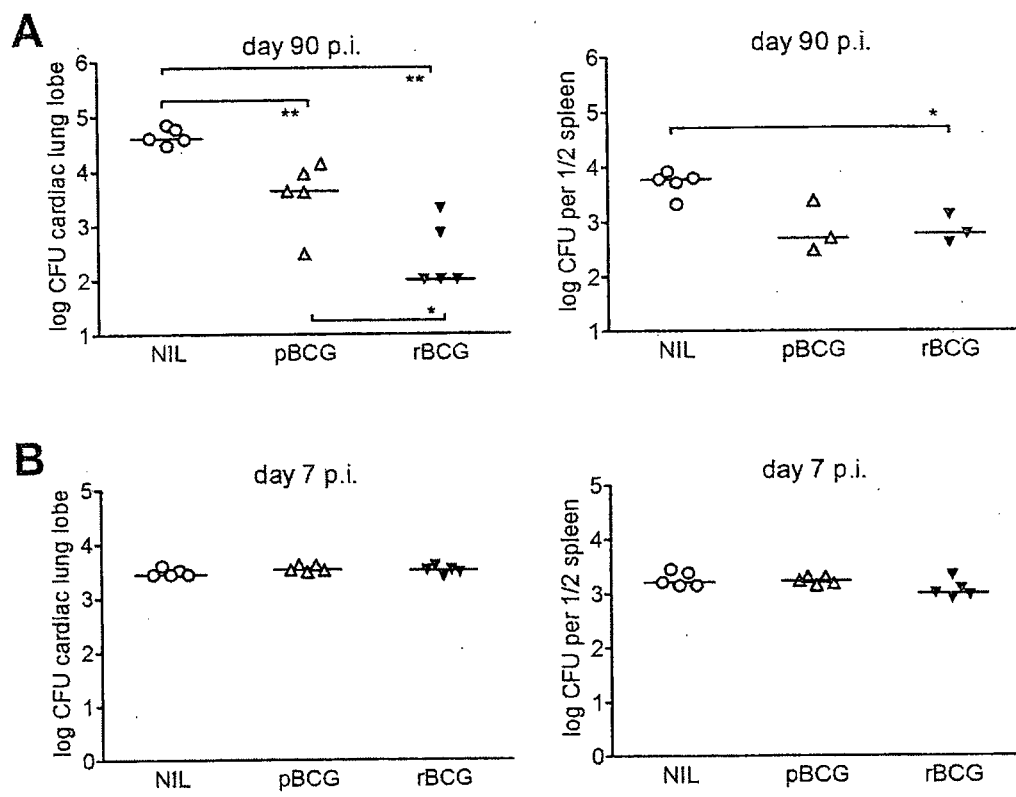 A
day 90 p.i.
log CFU cardiac lung lobe
6
5
4
3
2
1
**
**
*
NIL pBCG rBCG
day 90 p.i.
log CFU per 1/2 spleen
6
5
4
3
2
1
*
NIL pBCG rBCG
B
day 7 p.i.
log CFU cardiac lung lobe
5
4
3
2
1
0
NIL pBCG rBCG
day 7 p.i.
log CFU per 1/2 spleen
5
4
3
2
1
0
NIL pBCG rBCG